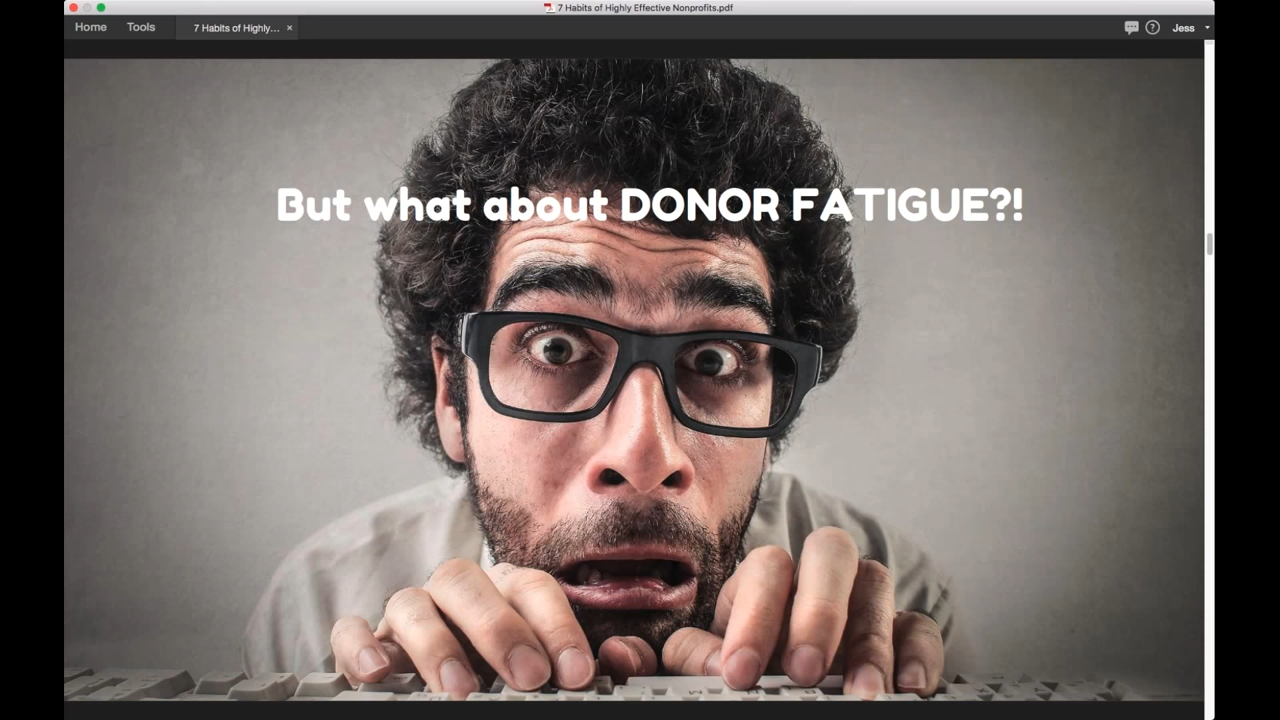 7 Habits of Highly Effective Nonprofits.pdf
Home
Tools
7 Habits of Highly...
×
Jess
But what about DONOR FATIGUE?!